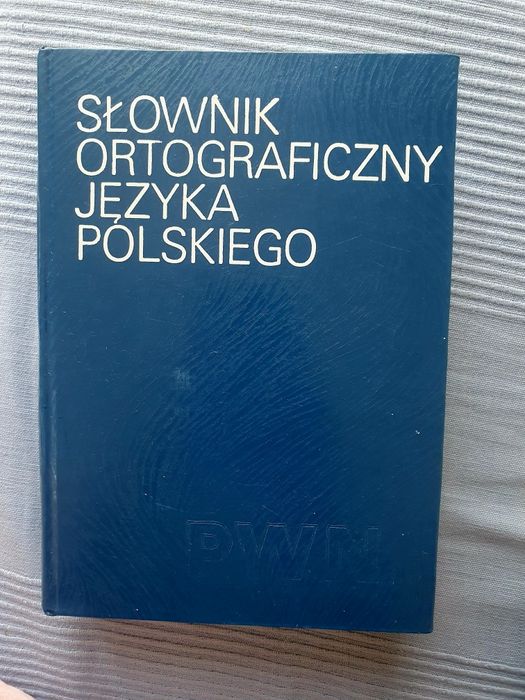 SŁOWNIK
ORTOGRAFICZNY
JĘZYKA
POLSKIEGO
PWN